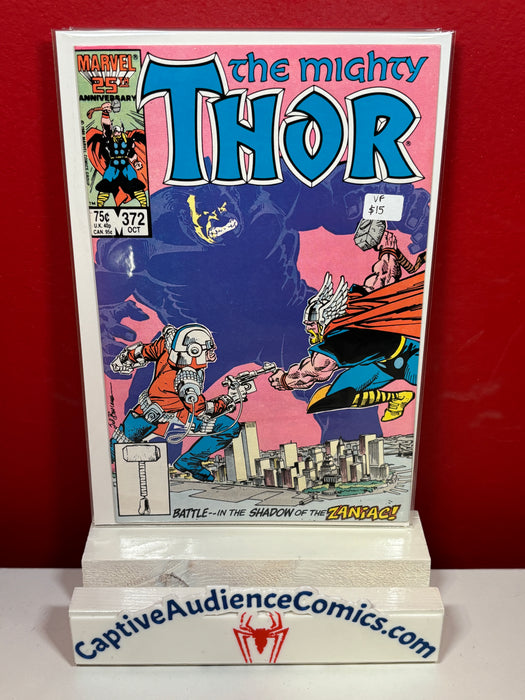 MARVEL
25TH
ANNIVERSARY
the mighty
THOR
75¢
U.K. 40p
CAN. 95¢
372
OCT
VF
$15
BATTLE--IN THE SHADOW OF THE ZANIAC!
CaptiveAudienceComics.com